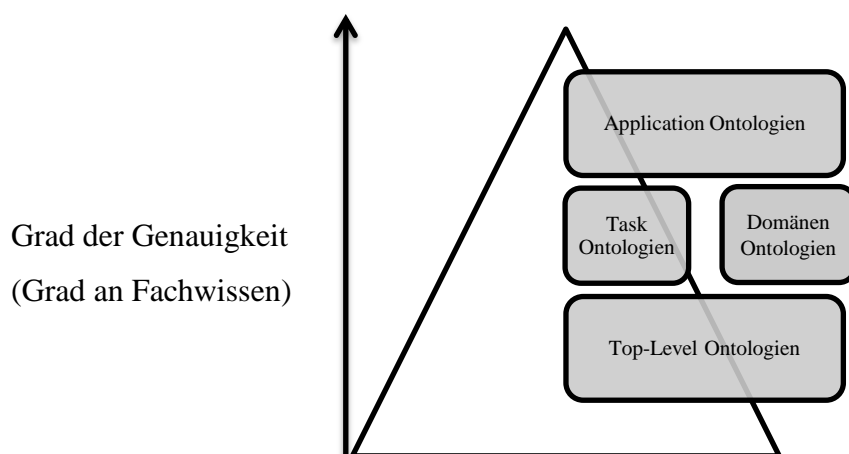 Application Ontologien
Grad der Genauigkeit
(Grad an Fachwissen)
Task
Ontologien
Domänen
Ontologien
Top-Level Ontologien